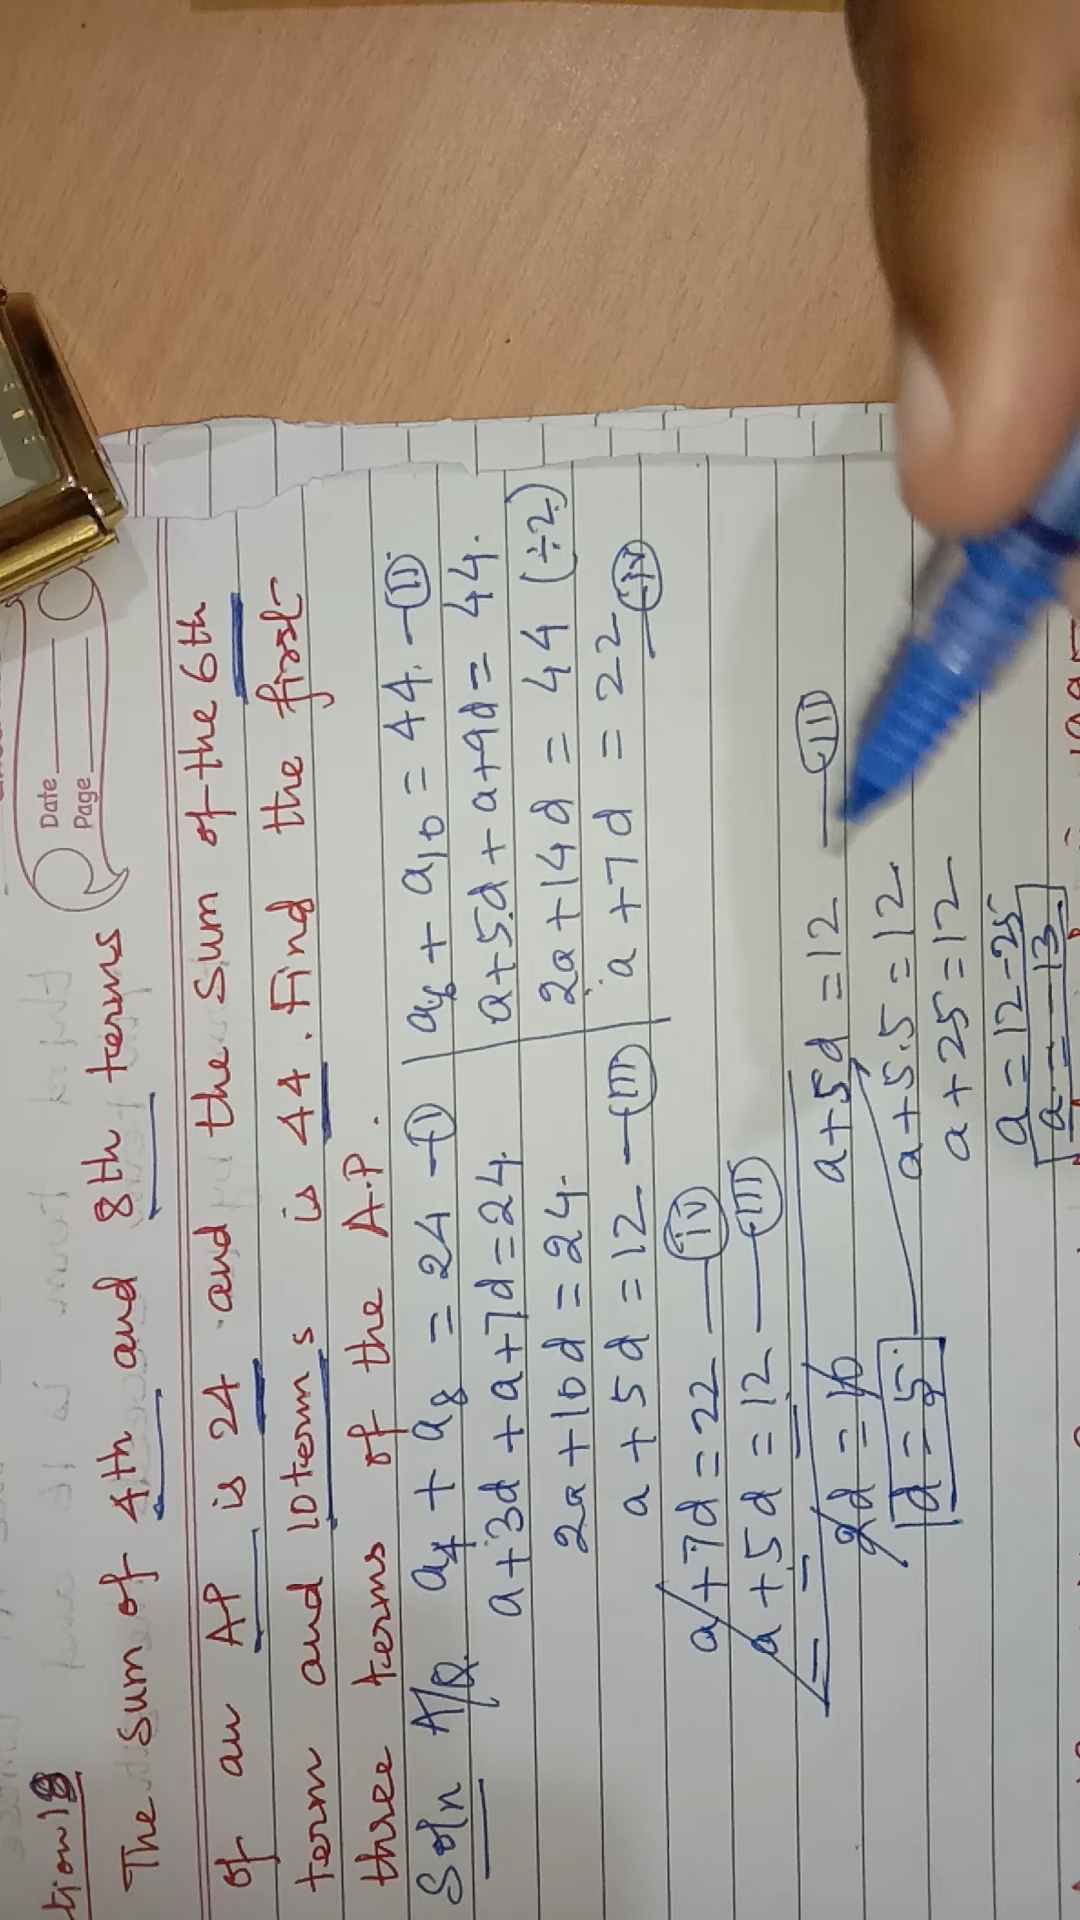 Date
Page
tion18
The sum of 4th and 8th terms
of an AP is 24 and the sum of the 6th
term and 10 terms is 44. Find the first
three terms of the A.P.
Soln A/Q a₄ + a₈ = 24 —(i) a₆ + a₁₀ = 44. —(ii)
a+3d + a+7d = 24. a+5d + a+9d = 44.
2a+10d = 24. 2a+14d = 44 (÷2)
a + 5d = 12 —(iii) a + 7d = 22 —(iv)
a + 7d = 22 —(iv)
a + 5d = 12 —(iii)
- - -
2d = 10 a+5d = 12 —(iii)
d = 5 a+5.5 = 12
a + 25 = 12
a = 12-25
a = -13